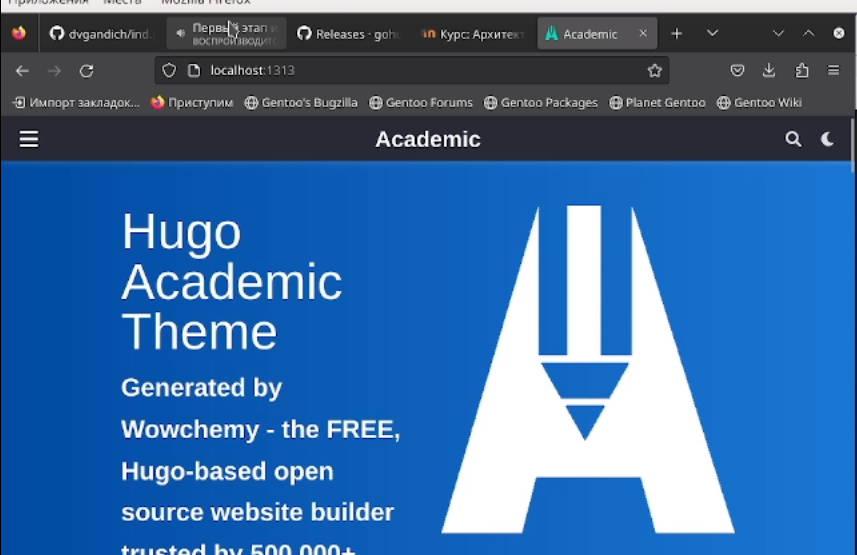 Приложения Места Mozilla Firefox
dvgandich/ind. Первый этап и Releases · gohu Курс: Архитект Academic
воспроизводитс
localhost:1313
Импорт закладок... Приступим Gentoo's Bugzilla Gentoo Forums Gentoo Packages Planet Gentoo Gentoo Wiki
Academic
Hugo
Academic
Theme
Generated by
Wowchemy - the FREE,
Hugo-based open
source website builder
trusted by 500,000+